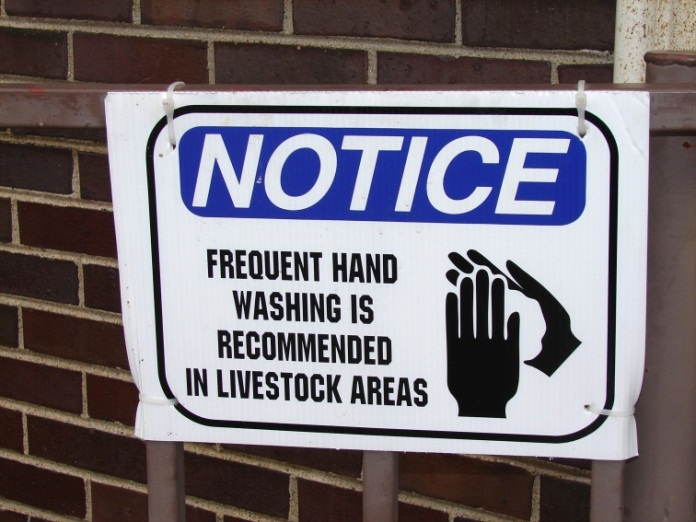 NOTICE
FREQUENT HAND
WASHING IS
RECOMMENDED
IN LIVESTOCK AREAS